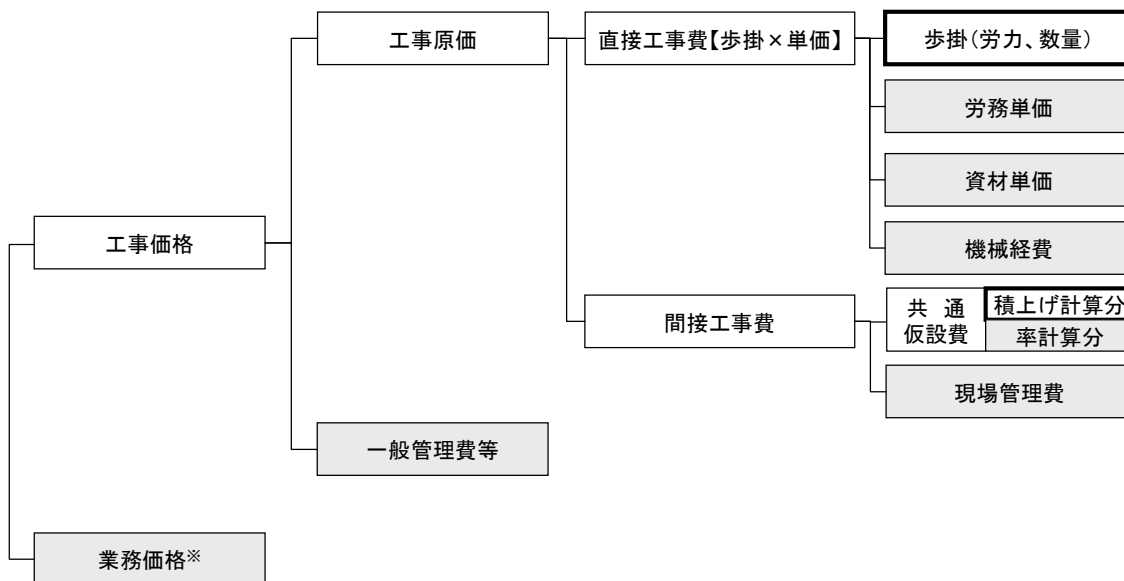 工事原価
直接工事費【歩掛×単価】
歩掛(労力、数量)
労務単価
資材単価
工事価格
機械経費
間接工事費
共 通
仮設費
積上げ計算分
率計算分
現場管理費
一般管理費等
業務価格※